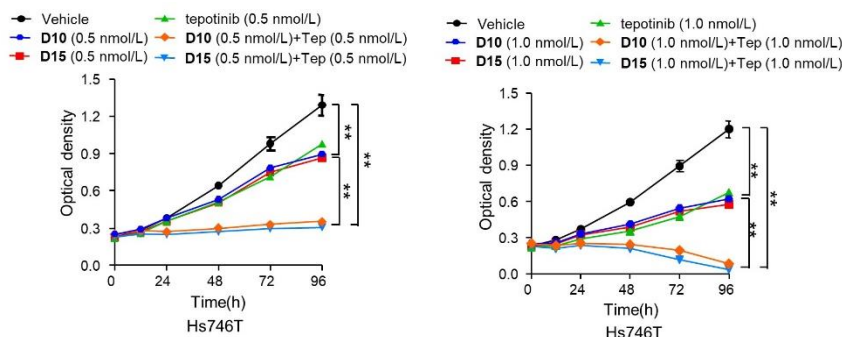 Vehicle
tepotinib (0.5 nmol/L)
D10 (0.5 nmol/L)
D10 (0.5 nmol/L)+Tep (0.5 nmol/L)
D15 (0.5 nmol/L)
D15 (0.5 nmol/L)+Tep (0.5 nmol/L)
1.5
1.2
0.9
0.6
0.3
0.0
Optical density
0
24
48
72
96
Time(h)
Hs746T
**
**
**
Vehicle
tepotinib (1.0 nmol/L)
D10 (1.0 nmol/L)
D10 (1.0 nmol/L)+Tep (1.0 nmol/L)
D15 (1.0 nmol/L)
D15 (1.0 nmol/L)+Tep (1.0 nmol/L)
1.5
1.2
0.9
0.6
0.3
0.0
Optical density
0
24
48
72
96
Time(h)
Hs746T
**
**
**